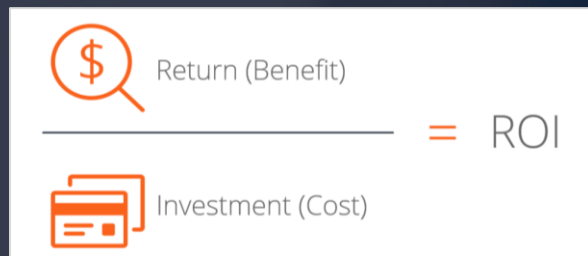 $
Return (Benefit)
= ROI
Investment (Cost)